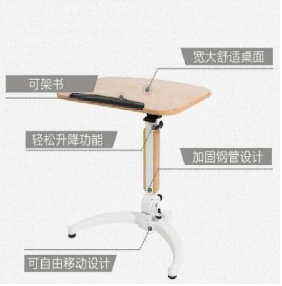 宽大舒适桌面
可架书
轻松升降功能
加固钢管设计
可自由移动设计